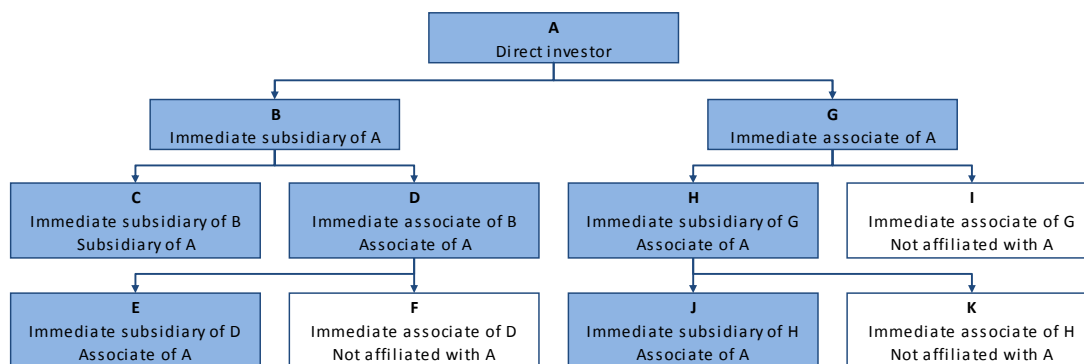 A
Direct investor
B
Immediate subsidiary of A
G
Immediate associate of A
C
Immediate subsidiary of B
Subsidiary of A
D
Immediate associate of B
Associate of A
H
Immediate subsidiary of G
Associate of A
I
Immediate associate of G
Not affiliated with A
E
Immediate subsidiary of D
Associate of A
F
Immediate associate of D
Not affiliated with A
J
Immediate subsidiary of H
Associate of A
K
Immediate associate of H
Not affiliated with A